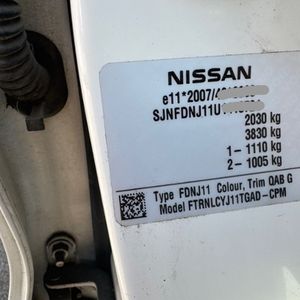 NISSAN
e11*2007/4
SJNFDNJ11U
2030 kg
3830 kg
1- 1110 kg
2- 1005 kg
Type FDNJ11 Colour, Trim QAB G
Model FTRNLCYJ11TGAD-CPM